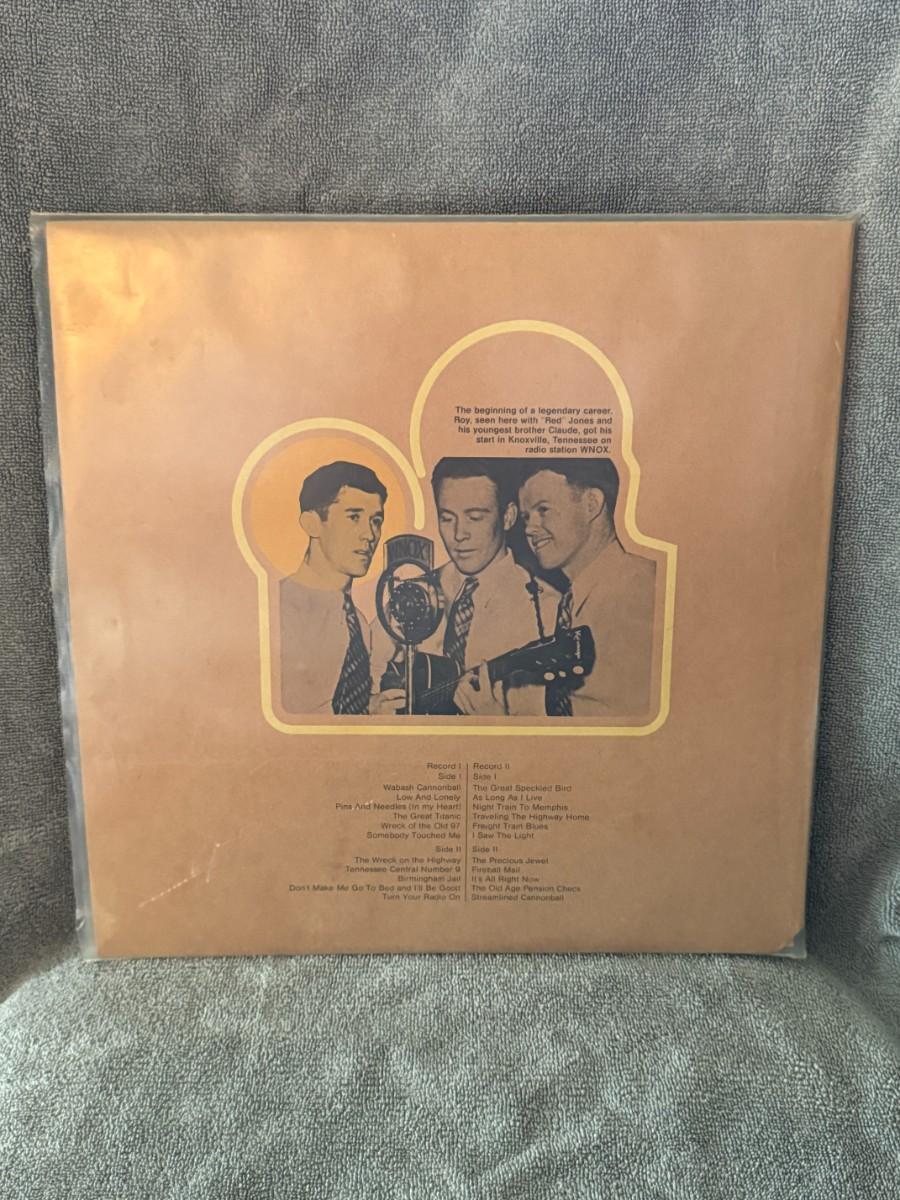 The beginning of a legendary career.
Roy, seen here with "Red" Jones and
his youngest brother Claude, got his
start in Knoxville, Tennessee on
radio station WNOX.
WNOX
Record I
Side I
Wabash Cannonball
Low And Lonely
Pins And Needles (In my Heart)
The Great Titanic
Wreck of the Old 97
Somebody Touched Me
Side II
The Wreck on the Highway
Tennessee Central Number 9
Birmingham Jail
Don't Make Me Go To Bed and I'll Be Good
Turn Your Radio On
Record II
Side I
The Great Speckled Bird
As Long As I Live
Night Train To Memphis
Traveling The Highway Home
Freight Train Blues
I Saw The Light
Side II
The Precious Jewel
Fireball Mail
It's All Right Now
The Old Age Pension Check
Streamlined Cannonball